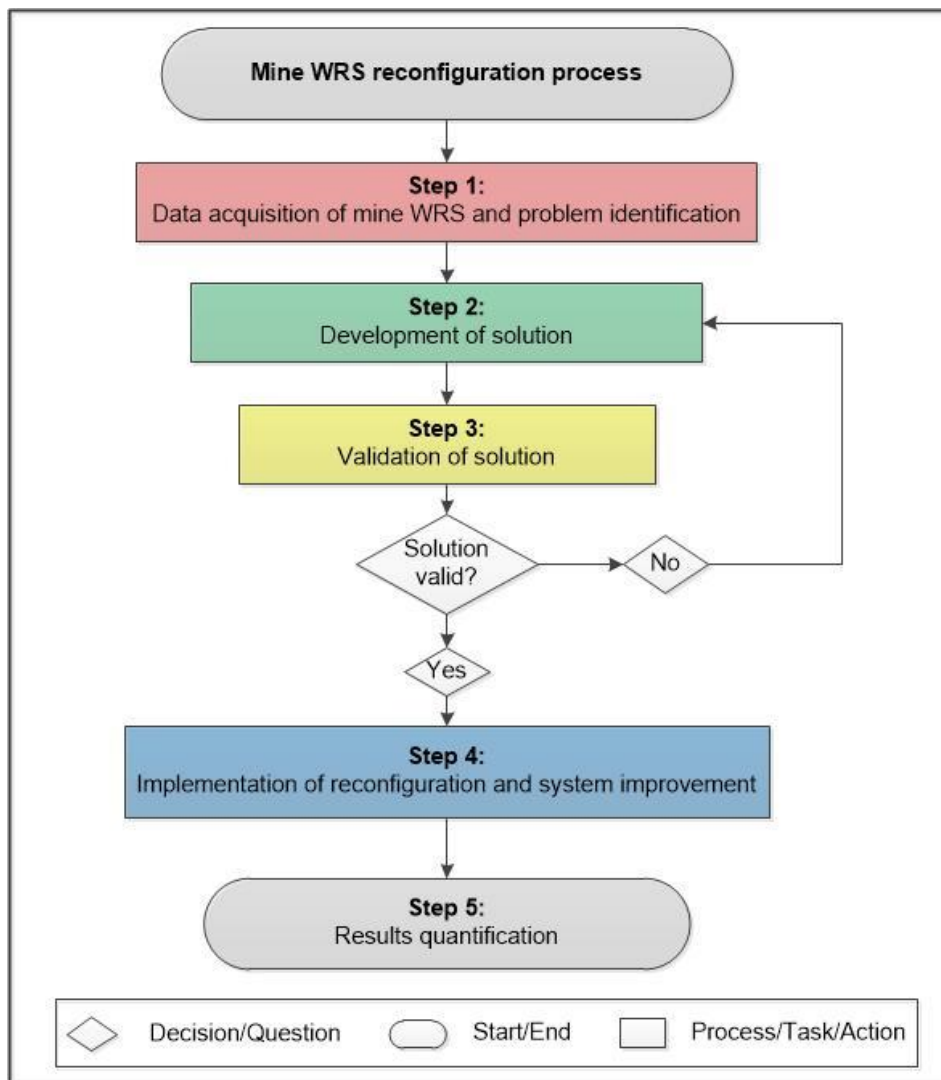 Mine WRS reconfiguration process
Step 1:
Data acquisition of mine WRS and problem identification
Step 2:
Development of solution
Step 3:
Validation of solution
Solution
valid?
No
Yes
Step 4:
Implementation of reconfiguration and system improvement
Step 5:
Results quantification
Decision/Question
Start/End
Process/Task/Action